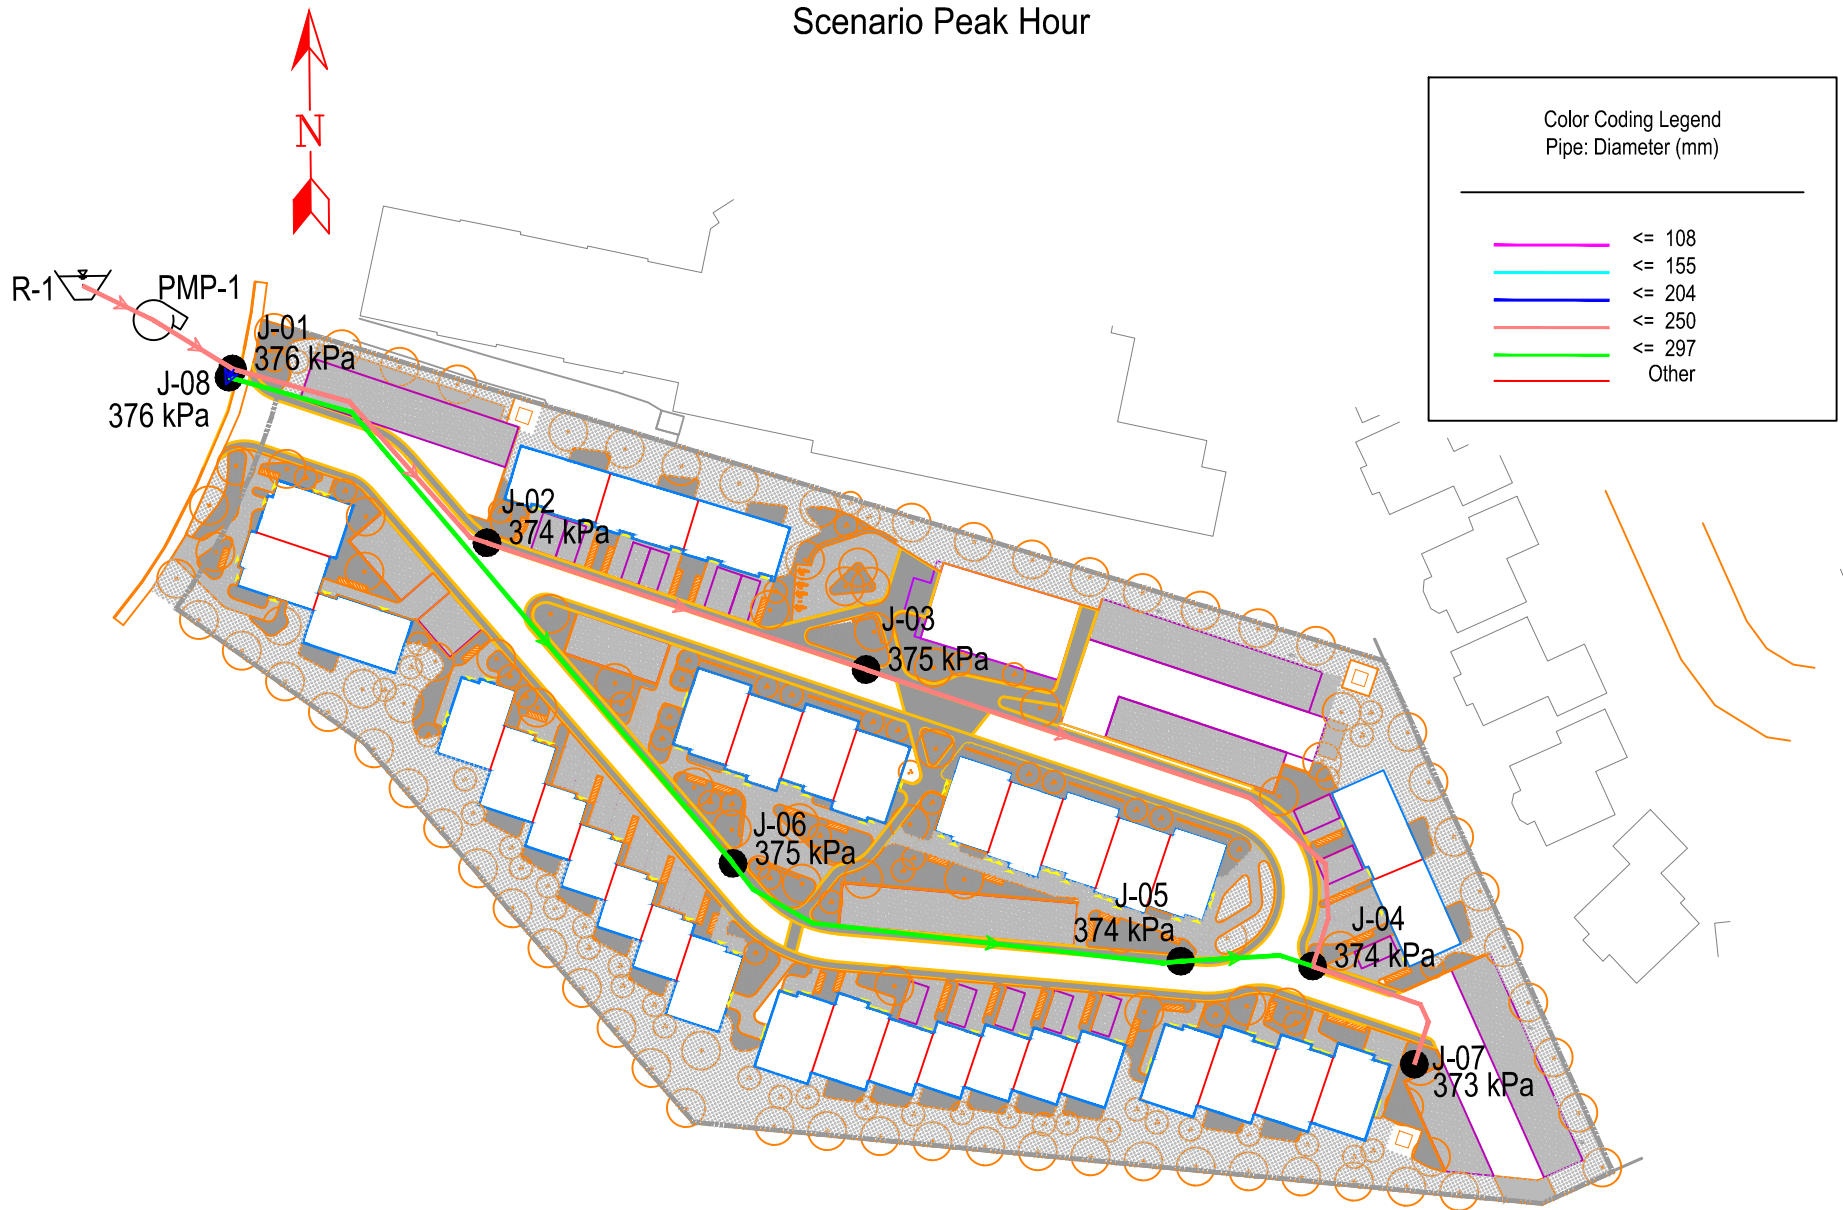 Scenario Peak Hour
N
Color Coding Legend
Pipe: Diameter (mm)
<= 108
<= 155
<= 204
<= 250
<= 297
Other
R-1
PMP-1
J-01
376 kPa
J-08
376 kPa
J-02
374 kPa
J-03
375 kPa
J-06
375 kPa
J-05
374 kPa
J-04
374 kPa
J-07
373 kPa